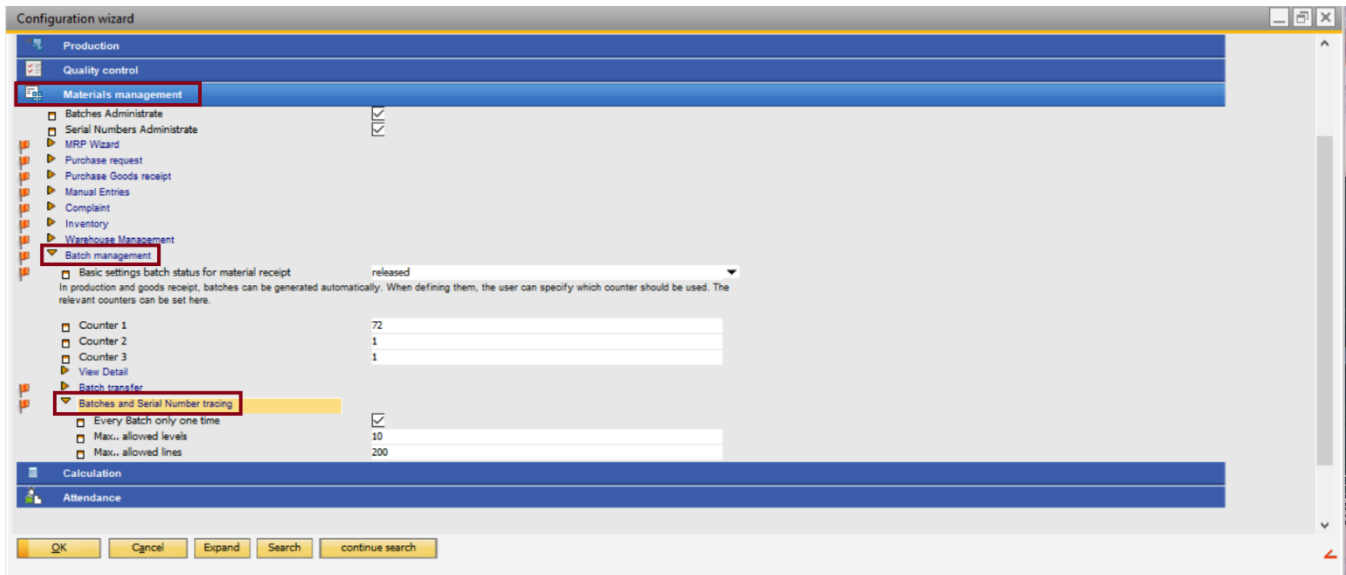 Configuration wizard
Production
Quality control
Materials management
Batches Administrate
Serial Numbers Administrate
MRP Wizard
Purchase request
Purchase Goods receipt
Manual Entries
Complaint
Inventory
Warehouse Management
Batch management
Basic settings batch status for material receipt released
In production and goods receipt, batches can be generated automatically. When defining them, the user can specify which counter should be used. The
relevant counters can be set here.
Counter 1 72
Counter 2 1
Counter 3 1
View Detail
Batch transfer
Batches and Serial Number tracing
Every Batch only one time
Max.. allowed levels 10
Max.. allowed lines 200
Calculation
Attendance
OK Cancel Expand Search continue search